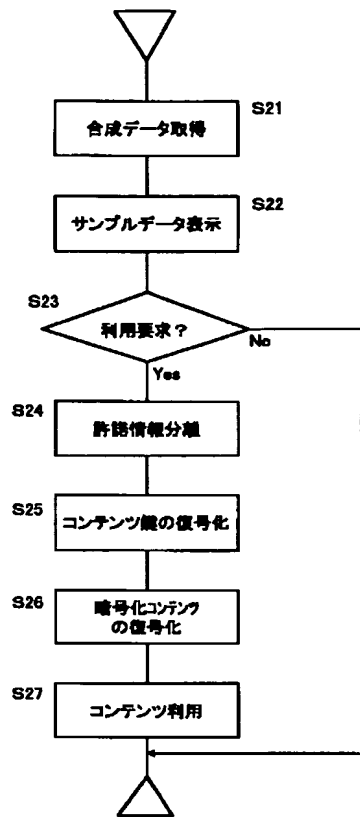 S21
合成データ取得
S22
サンプルデータ表示
S23
利用要求？
No
Yes
S24
許諾情報分離
S25
コンテンツ鍵の復号化
S26
暗号化コンテンツ
の復号化
S27
コンテンツ利用